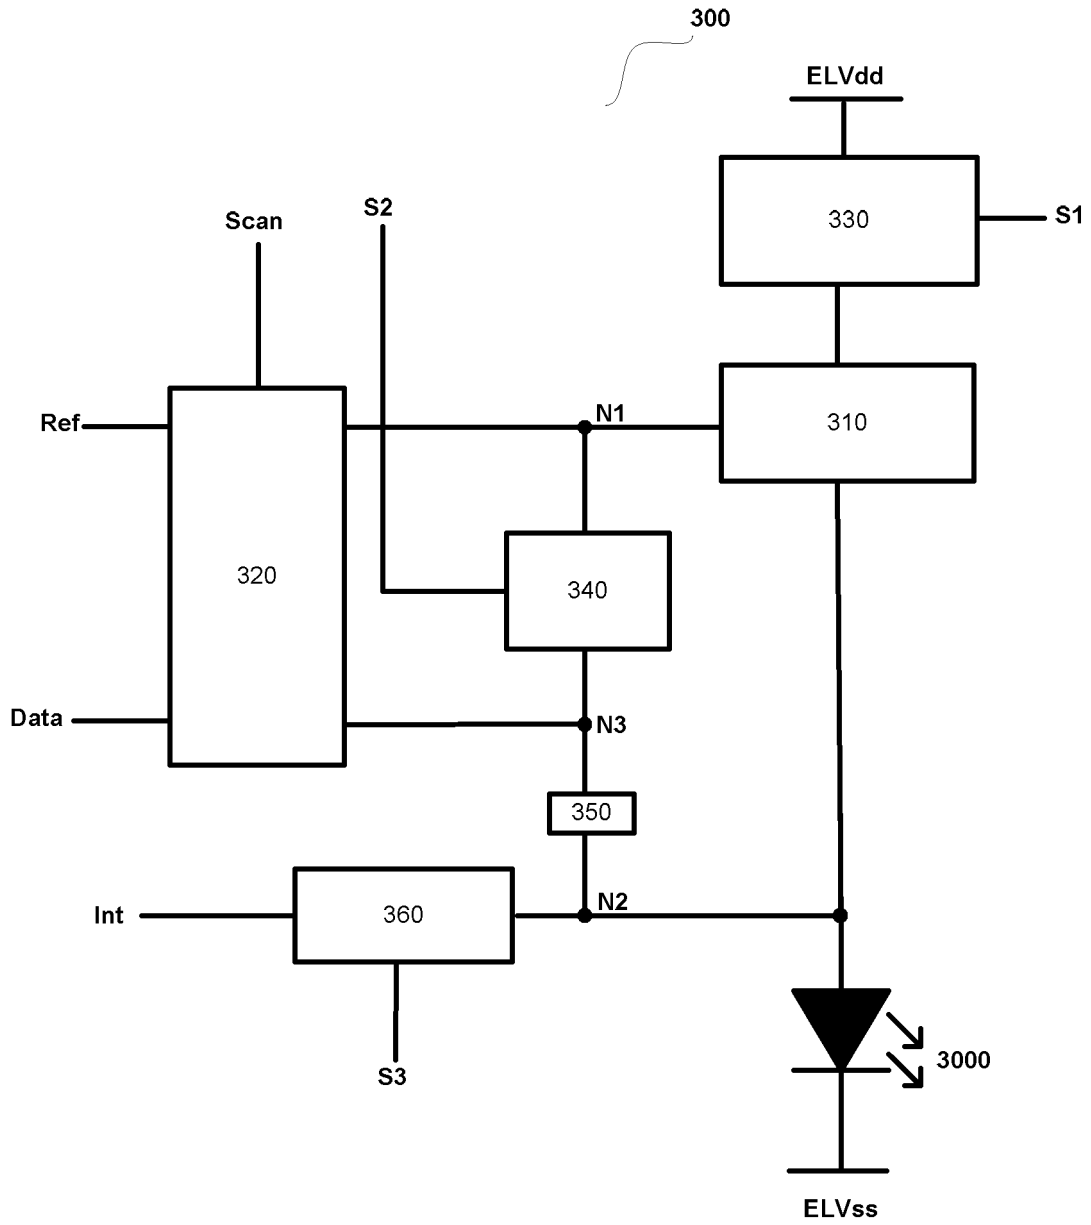 300
ELVdd
330
S1
S2
Scan
Ref
N1
310
320
340
Data
N3
350
N2
Int
360
3000
S3
ELVss